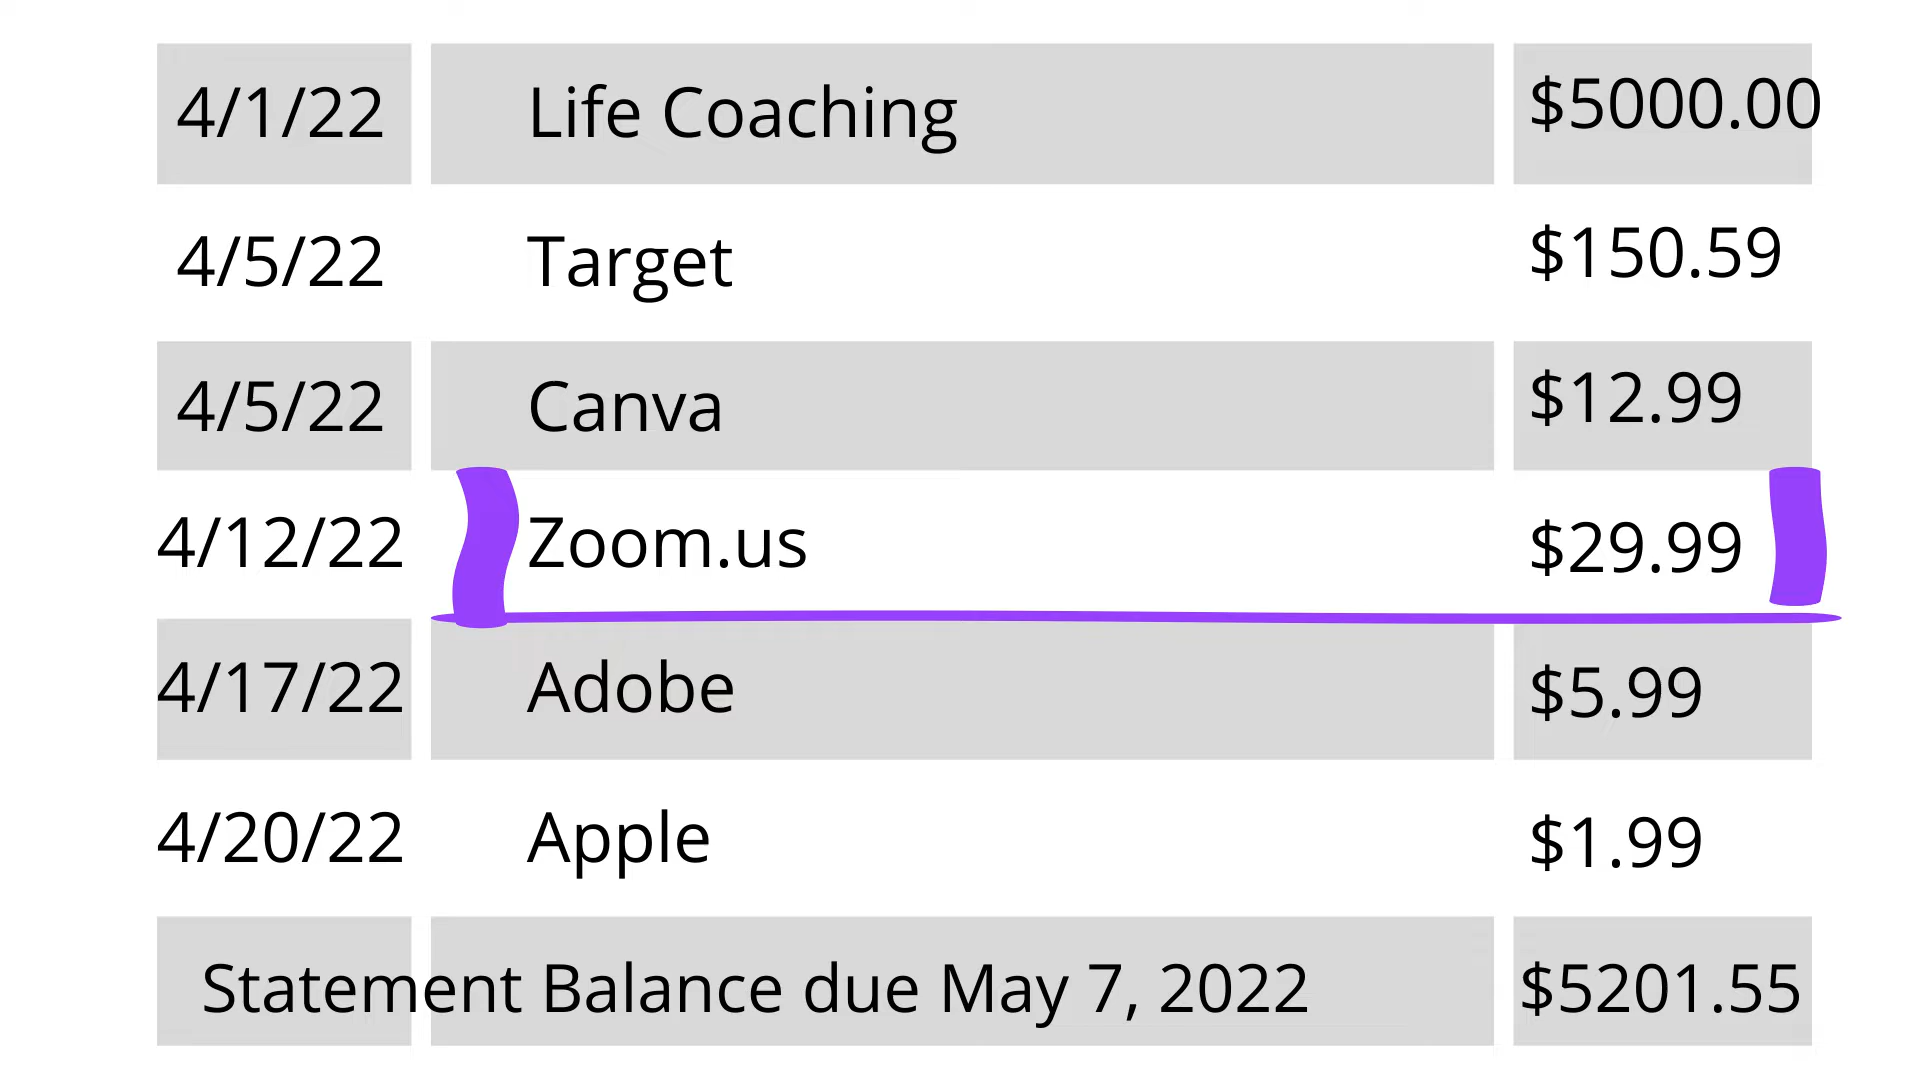 4/1/22 Life Coaching $5000.00
4/5/22 Target $150.59
4/5/22 Canva $12.99
4/12/22 Zoom.us $29.99
4/17/22 Adobe $5.99
4/20/22 Apple $1.99
Statement Balance due May 7, 2022 $5201.55